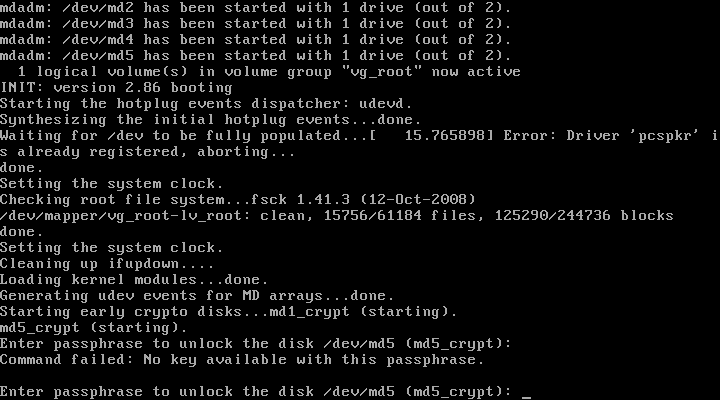 mdadm: /dev/md2 has been started with 1 drive (out of 2).
mdadm: /dev/md3 has been started with 1 drive (out of 2).
mdadm: /dev/md4 has been started with 1 drive (out of 2).
mdadm: /dev/md5 has been started with 1 drive (out of 2).
  1 logical volume(s) in volume group "vg_root" now active
INIT: version 2.86 booting
Starting the hotplug events dispatcher: udevd.
Synthesizing the initial hotplug events...done.
Waiting for /dev to be fully populated...[   15.765898] Error: Driver 'pcspkr' i
s already registered, aborting...
done.
Setting the system clock.
Checking root file system...fsck 1.41.3 (12-Oct-2008)
/dev/mapper/vg_root-lv_root: clean, 15756/61184 files, 125290/244736 blocks
done.
Setting the system clock.
Cleaning up ifupdown....
Loading kernel modules...done.
Generating udev events for MD arrays...done.
Starting early crypto disks...md1_crypt (starting).
md5_crypt (starting).
Enter passphrase to unlock the disk /dev/md5 (md5_crypt):
Command failed: No key available with this passphrase.

Enter passphrase to unlock the disk /dev/md5 (md5_crypt): _